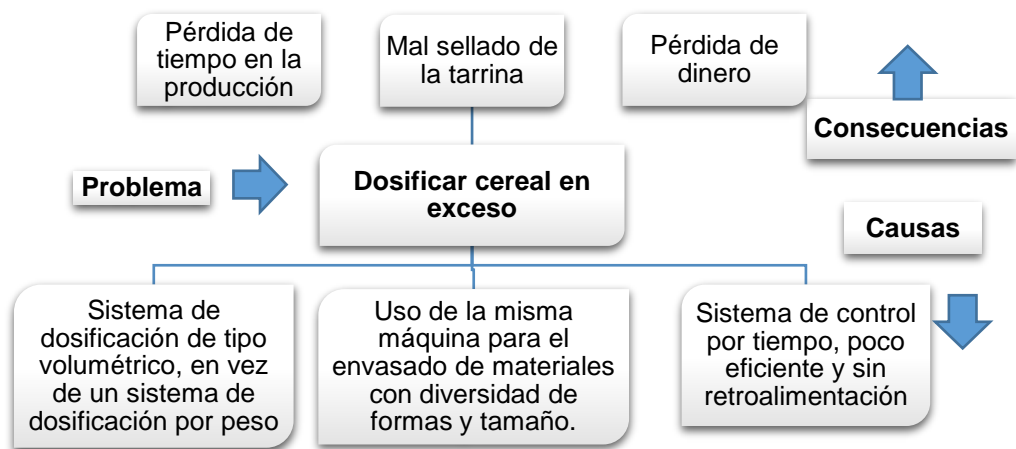 Pérdida de
tiempo en la
producción
Mal sellado de
la tarrina
Pérdida de
dinero
Consecuencias
Problema
Dosificar cereal en
exceso
Causas
Sistema de
dosificación de tipo
volumétrico, en vez
de un sistema de
dosificación por peso
Uso de la misma
máquina para el
envasado de materiales
con diversidad de
formas y tamaño.
Sistema de control
por tiempo, poco
eficiente y sin
retroalimentación